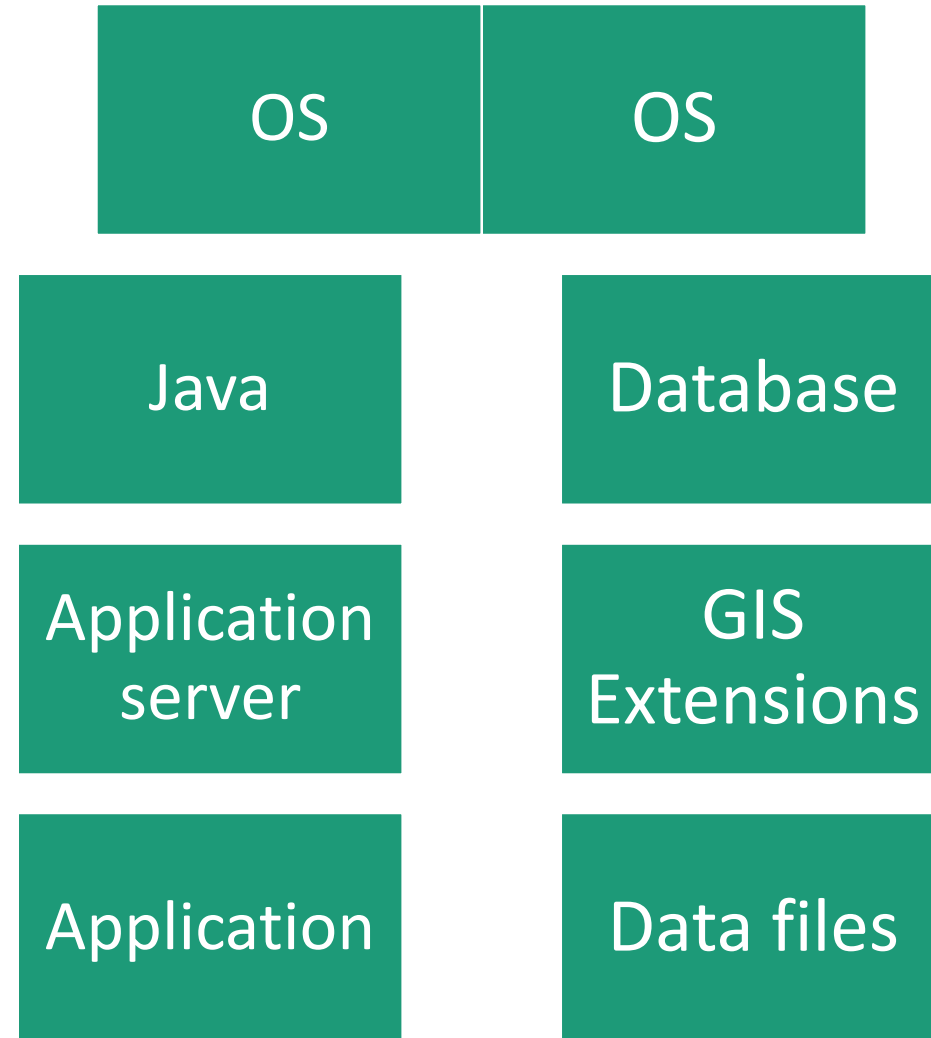 OS
OS
Java
Database
Application
server
GIS
Extensions
Application
Data files